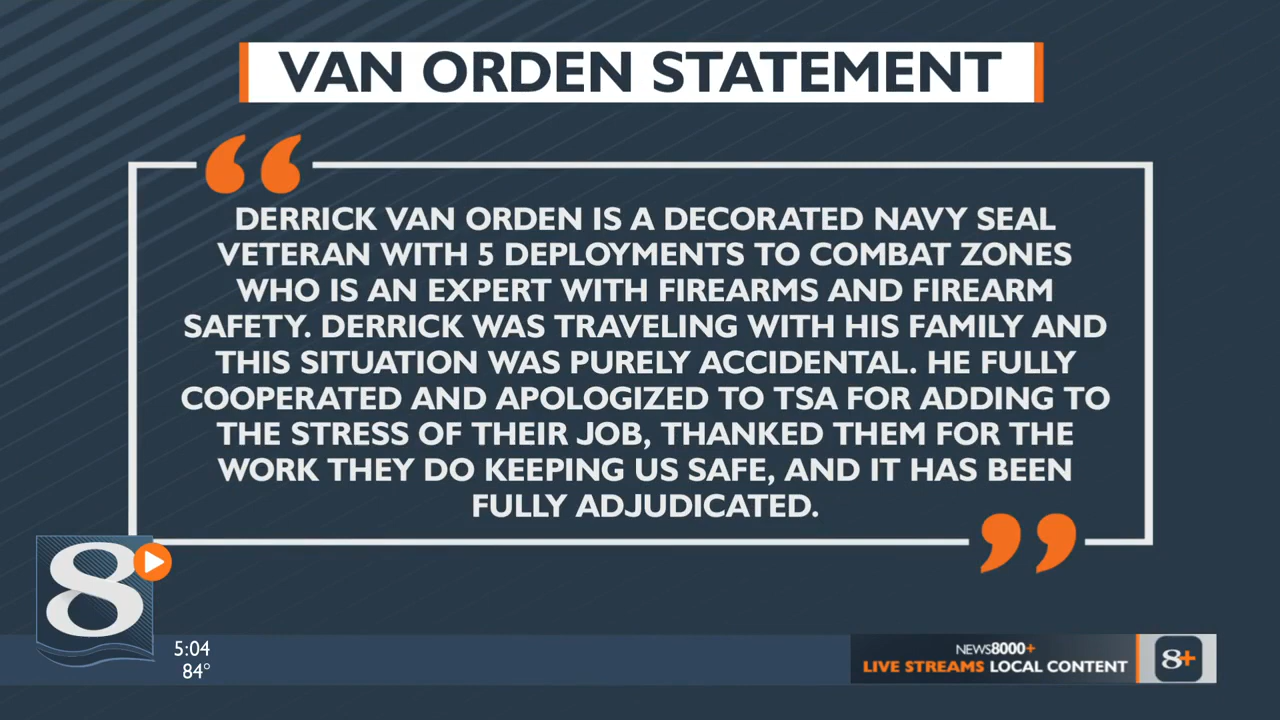 VAN ORDEN STATEMENT
“
DERRICK VAN ORDEN IS A DECORATED NAVY SEAL
VETERAN WITH 5 DEPLOYMENTS TO COMBAT ZONES
WHO IS AN EXPERT WITH FIREARMS AND FIREARM
SAFETY. DERRICK WAS TRAVELING WITH HIS FAMILY AND
THIS SITUATION WAS PURELY ACCIDENTAL. HE FULLY
COOPERATED AND APOLOGIZED TO TSA FOR ADDING TO
THE STRESS OF THEIR JOB, THANKED THEM FOR THE
WORK THEY DO KEEPING US SAFE, AND IT HAS BEEN
FULLY ADJUDICATED.
”
8
5:04
84°
NEWS8000+
LIVE STREAMS LOCAL CONTENT
8+